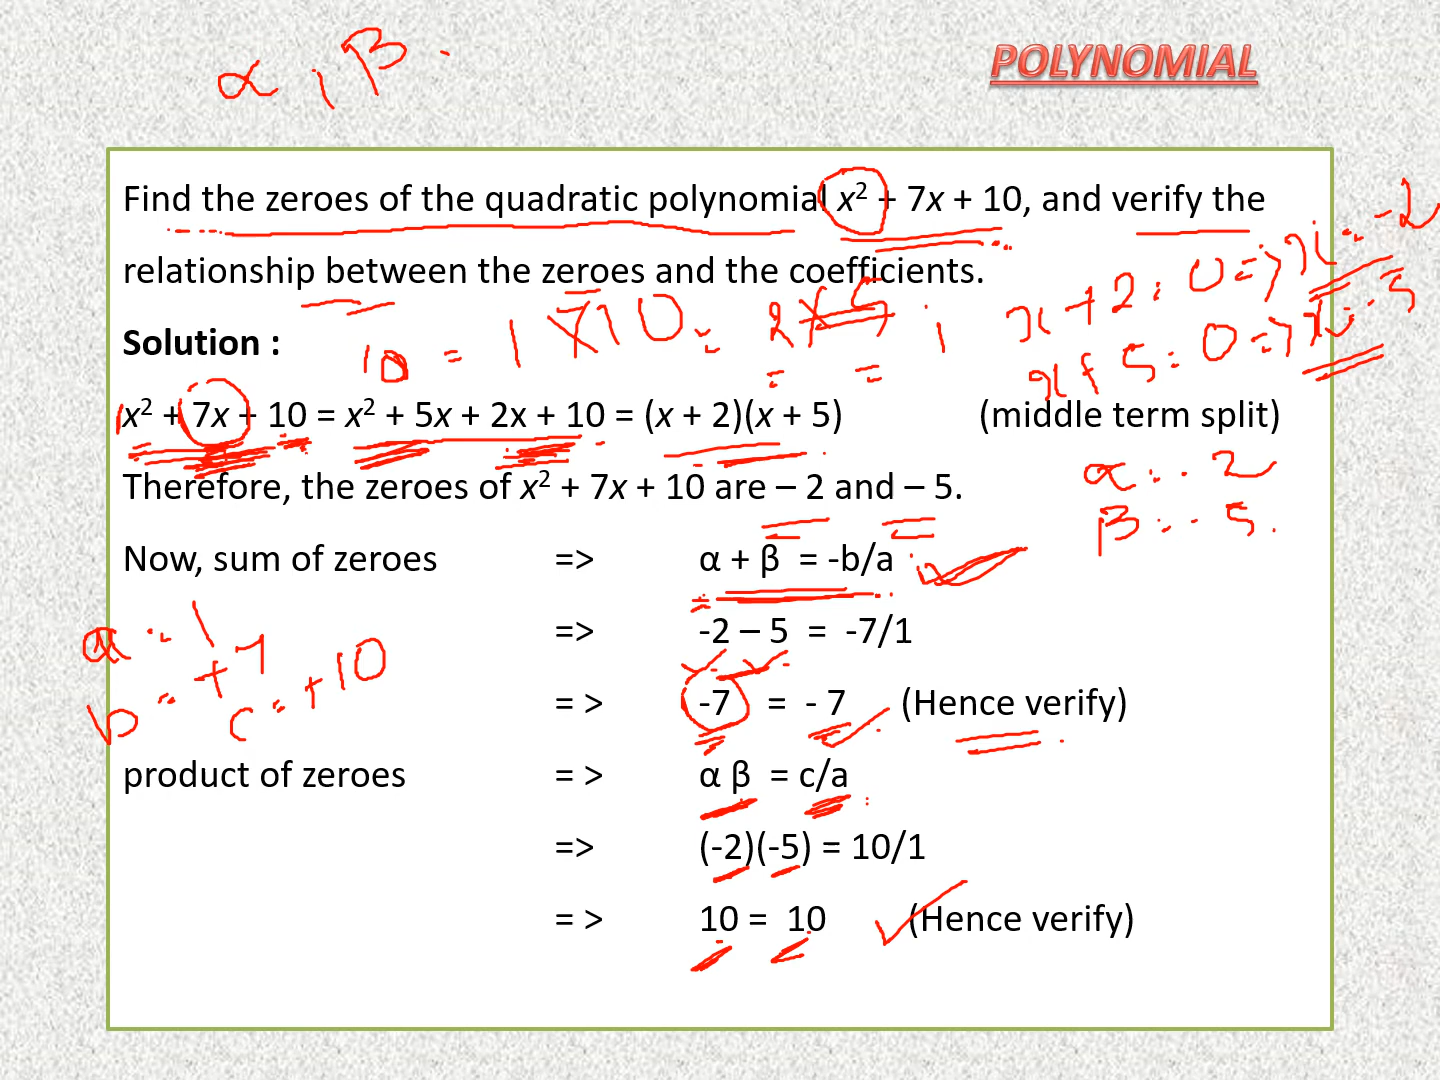 α , β
POLYNOMIAL
Find the zeroes of the quadratic polynomial x² + 7x + 10, and verify the
relationship between the zeroes and the coefficients.
x + 2 = 0 => x = -2
Solution :
10 = 1 X 10 = 2 X 5 ;
x + 5 = 0 => x = -5
x² + 7x + 10 = x² + 5x + 2x + 10 = (x + 2)(x + 5) (middle term split)
Therefore, the zeroes of x² + 7x + 10 are – 2 and – 5.
α = -2
β = -5
Now, sum of zeroes => α + β = -b/a
=> -2 – 5 = -7/1
a = 1
b = +7
c = +10
= > -7 = - 7 (Hence verify)
product of zeroes = > α β = c/a
=> (-2)(-5) = 10/1
= > 10 = 10 (Hence verify)